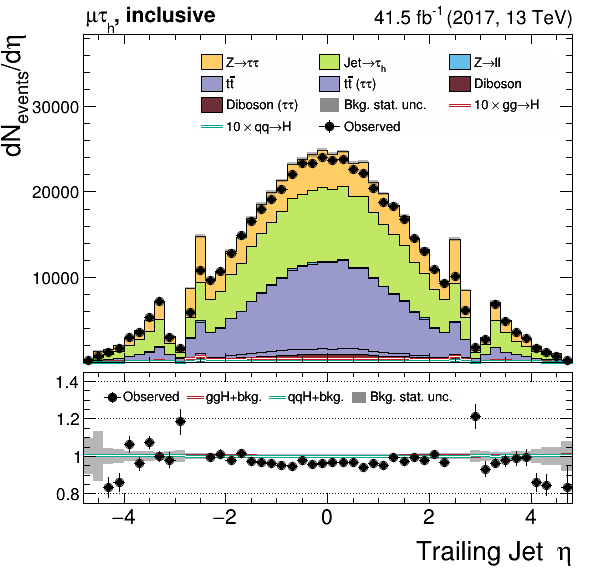 μτh, inclusive
41.5 fb-1 (2017, 13 TeV)
dNevents/dη
Z→ττ
Jet→τh
Z→ll
tt̄
tt̄ (ττ)
Diboson
Diboson (ττ)
Bkg. stat. unc.
10 × gg→H
10 × qq→H
Observed
30000
20000
10000
1.4
Observed
ggH+bkg.
qqH+bkg.
Bkg. stat. unc.
1.2
1
0.8
−4
−2
0
2
4
Trailing Jet η